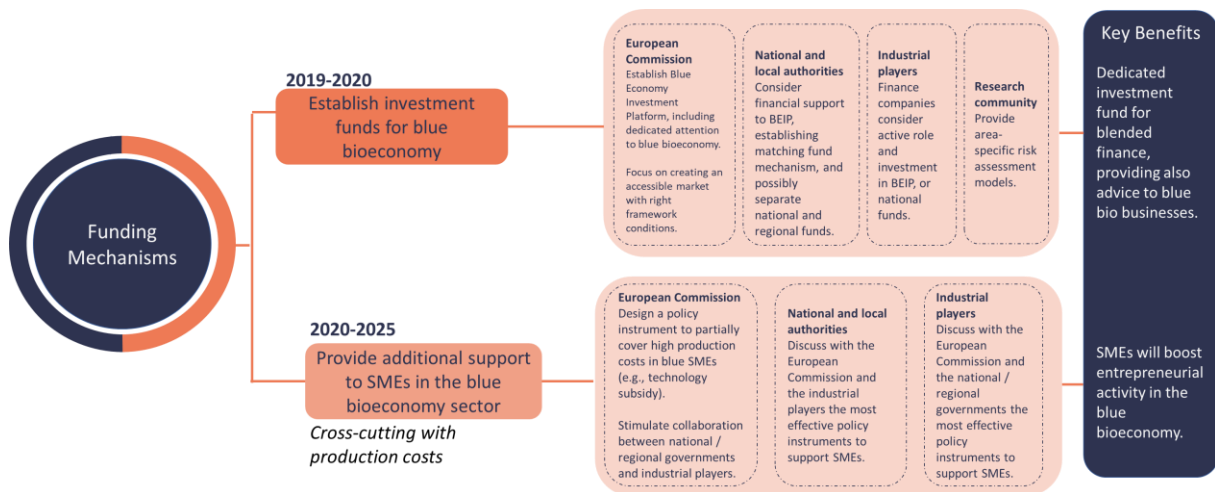 Funding
Mechanisms
2019-2020
Establish investment
funds for blue
bioeconomy
European
Commission
Establish Blue
Economy
Investment
Platform, including
dedicated attention
to blue bioeconomy.
Focus on creating an
accessible market
with right
framework
conditions.
National and
local authorities
Consider
financial support
to BEIP,
establishing
matching fund
mechanism, and
possibly
separate
national and
regional funds.
Industrial
players
Finance
companies
consider
active role
and
investment
in BEIP, or
national
funds.
Research
community
Provide
area-
specific risk
assessment
models.
2020-2025
Provide additional support
to SMEs in the blue
bioeconomy sector
Cross-cutting with
production costs
European Commission
Design a policy
instrument to partially
cover high production
costs in blue SMEs
(e.g., technology
subsidy).
Stimulate collaboration
between national /
regional governments
and industrial players.
National and local
authorities
Discuss with the
European
Commission and
the industrial
players the most
effective policy
instruments to
support SMEs.
Industrial
players
Discuss with the
European
Commission and
the national /
regional
governments the
most effective
policy
instruments to
support SMEs.
Key Benefits
Dedicated
investment
fund for
blended
finance,
providing also
advice to blue
bio businesses.
SMEs will boost
entrepreneurial
activity in the
blue
bioeconomy.